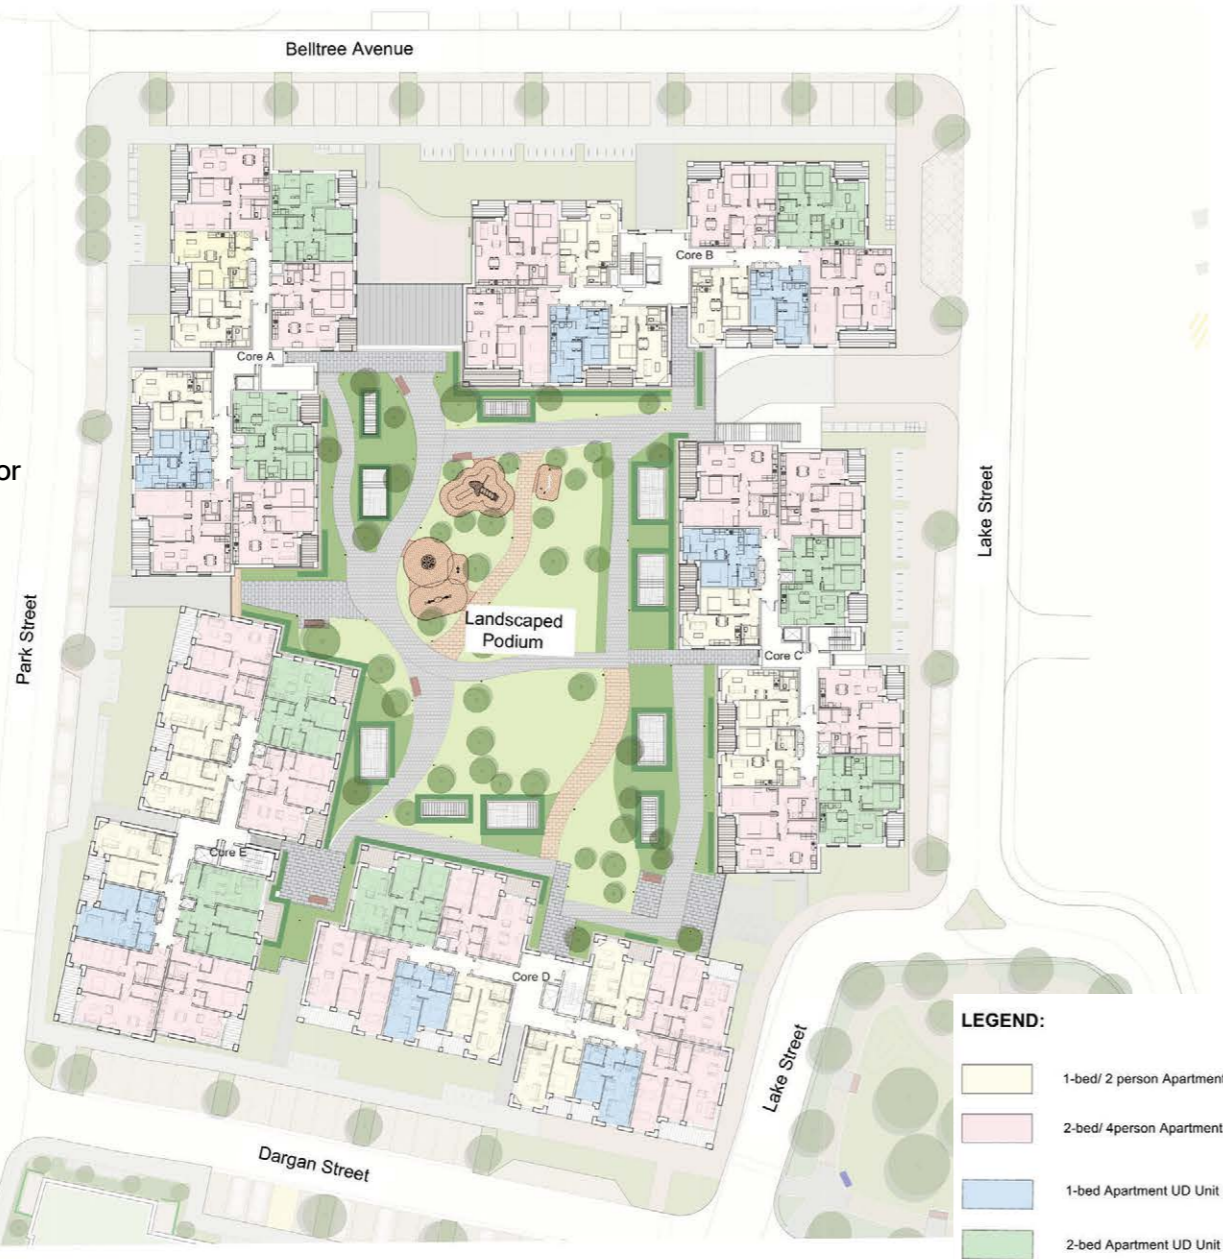 Belltree Avenue
Core B
Core A
or
Lake Street
Park Street
Landscaped
Podium
Core C
Core E
Core D
Lake Street
Dargan Street
LEGEND:
1-bed/ 2 person Apartment
2-bed/ 4person Apartment
1-bed Apartment UD Unit
2-bed Apartment UD Unit